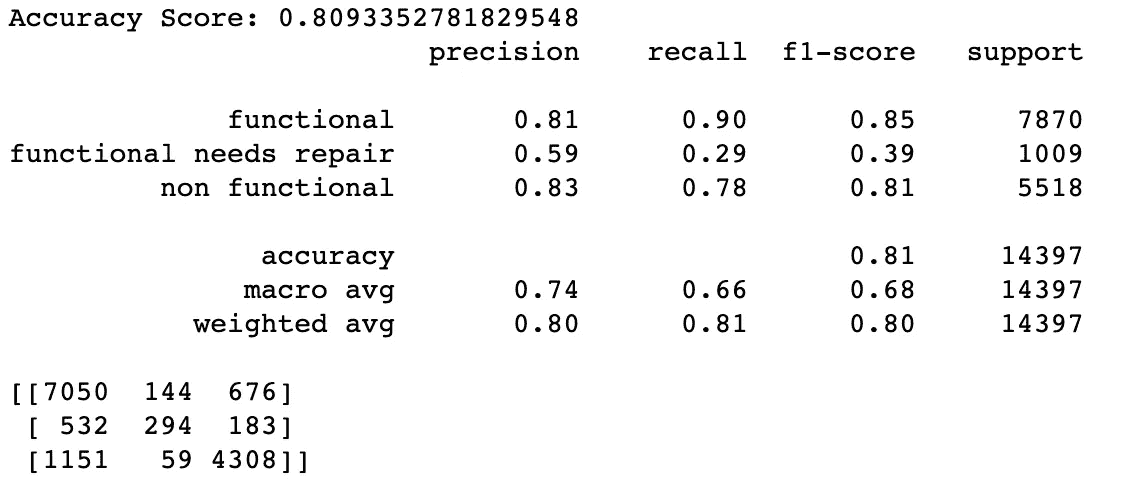 Accuracy Score: 0.8093352781829548
precision recall f1-score support
functional 0.81 0.90 0.85 7870
functional needs repair 0.59 0.29 0.39 1009
non functional 0.83 0.78 0.81 5518
accuracy 0.81 14397
macro avg 0.74 0.66 0.68 14397
weighted avg 0.80 0.81 0.80 14397
[[7050 144 676]
[ 532 294 183]
[1151 59 4308]]